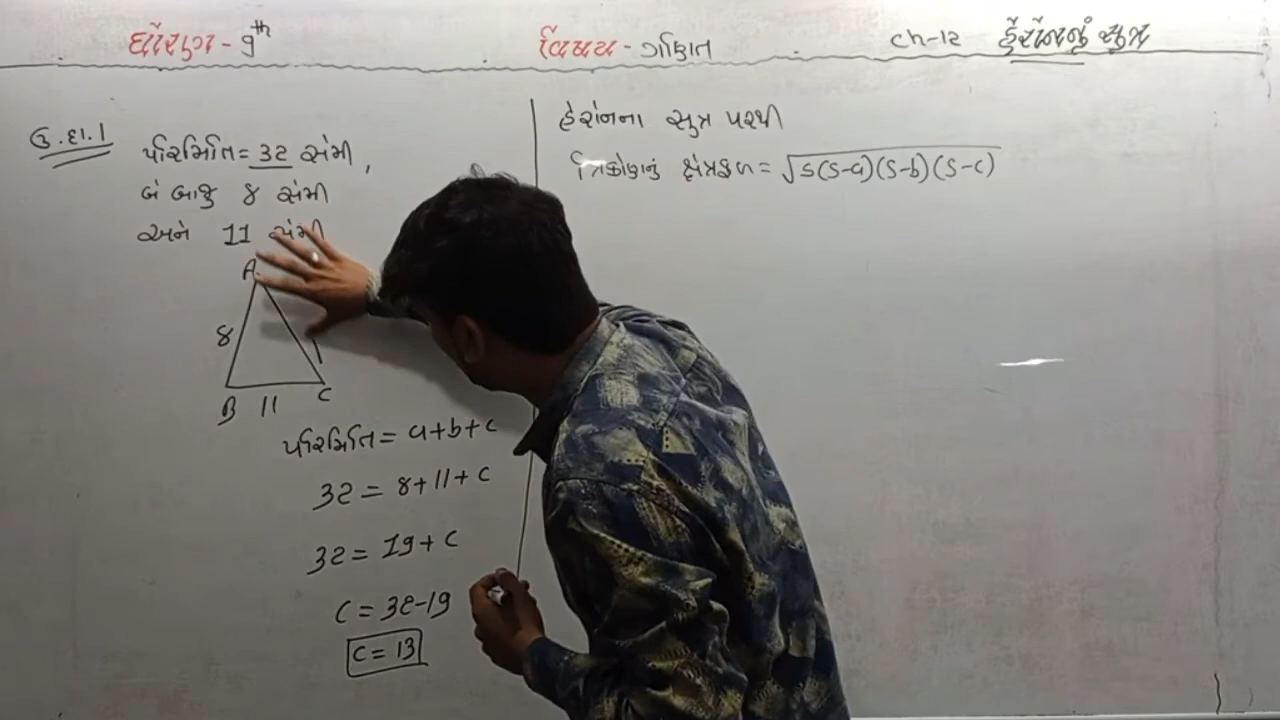 ધોરણ - 9th
વિષય - ગણિત
ch-12 હેરોનનું સુત્ર
ઉ.દા.1
પરિમિતિ = 32 સેમી,
બે બાજુ 8 સેમી
અને 11 સેમી
A
8
B 11 C
પરિમિતિ = a+b+c
32 = 8+11+c
32 = 19+c
c = 32-19
c = 13
હેરોનના સુત્ર પરથી
ત્રિકોણનું ક્ષેત્રફળ = √s(s-a)(s-b)(s-c)